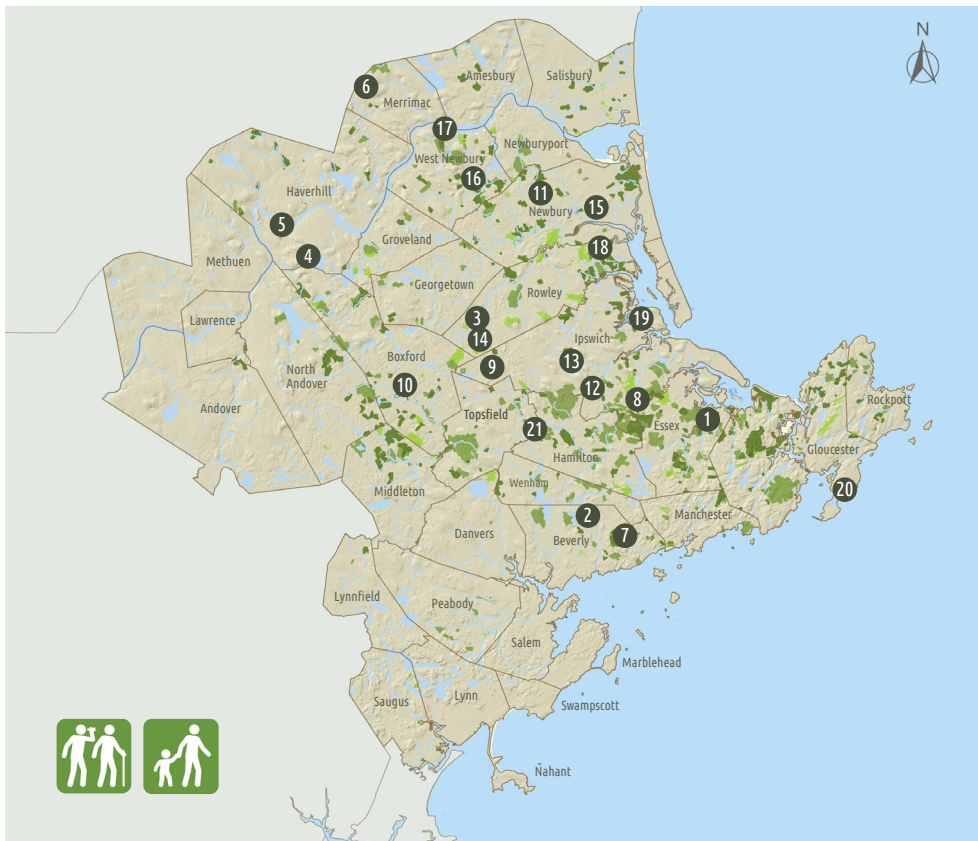 N
Amesbury
Salisbury
6
Merrimac
17
Newburyport
West Newbury
16
Haverhill
11
15
Newbury
5
Groveland
18
4
Methuen
Georgetown
Rowley
Lawrence
3
19
14
Ipswich
Boxford
13
9
North
Andover
10
12
8
Rockport
Andover
Topsfield
1
Essex
21
Gloucester
Hamilton
Wenham
20
Middleton
2
Manchester
Danvers
Beverly
7
Lynnfield
Peabody
Salem
Marblehead
Lynn
Saugus
Swampscott
Nahant